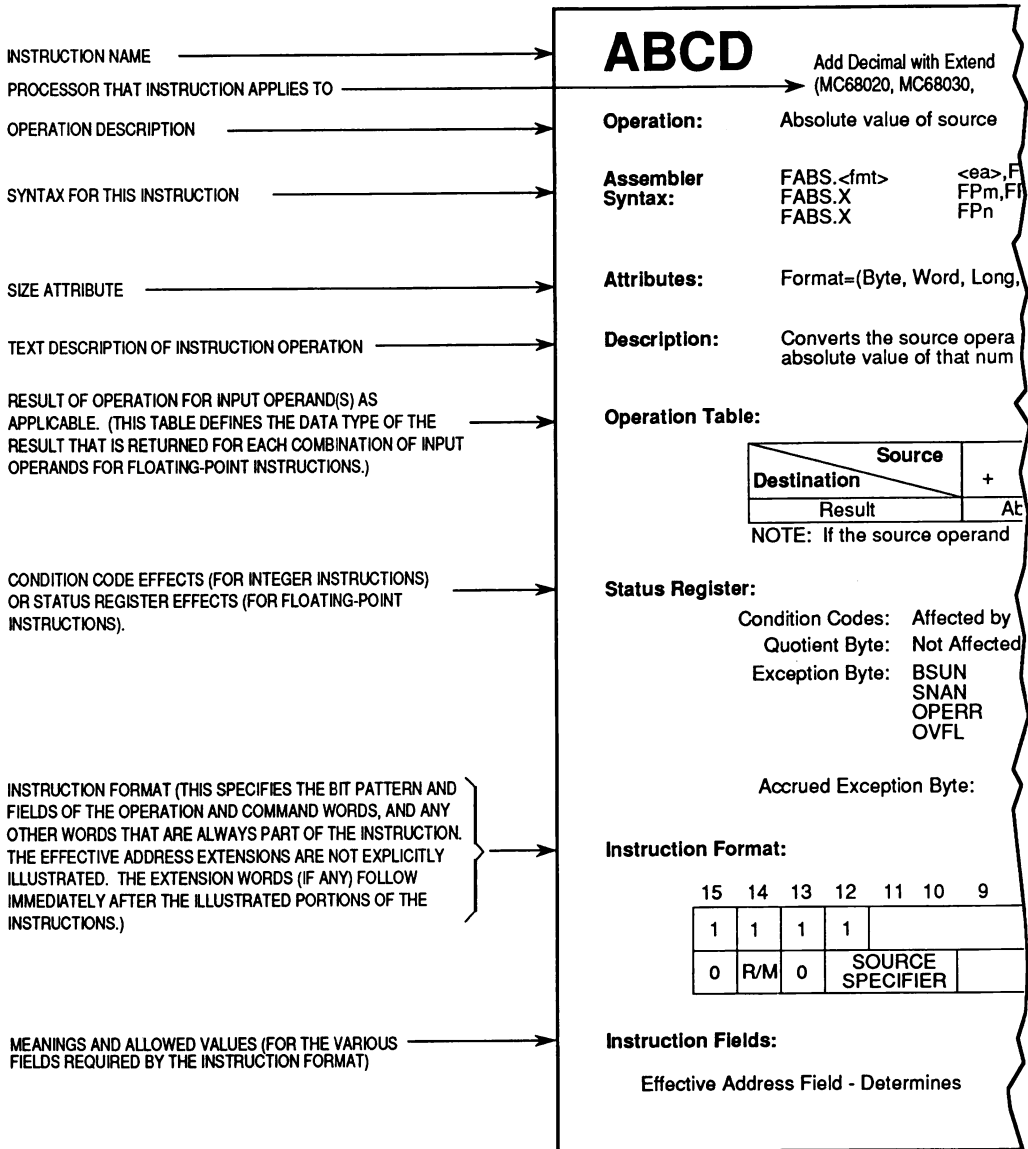 INSTRUCTION NAME
PROCESSOR THAT INSTRUCTION APPLIES TO
OPERATION DESCRIPTION
SYNTAX FOR THIS INSTRUCTION
SIZE ATTRIBUTE
TEXT DESCRIPTION OF INSTRUCTION OPERATION
RESULT OF OPERATION FOR INPUT OPERAND(S) AS
APPLICABLE. (THIS TABLE DEFINES THE DATA TYPE OF THE
RESULT THAT IS RETURNED FOR EACH COMBINATION OF INPUT
OPERANDS FOR FLOATING-POINT INSTRUCTIONS.)
CONDITION CODE EFFECTS (FOR INTEGER INSTRUCTIONS)
OR STATUS REGISTER EFFECTS (FOR FLOATING-POINT
INSTRUCTIONS).
INSTRUCTION FORMAT (THIS SPECIFIES THE BIT PATTERN AND
FIELDS OF THE OPERATION AND COMMAND WORDS, AND ANY
OTHER WORDS THAT ARE ALWAYS PART OF THE INSTRUCTION.
THE EFFECTIVE ADDRESS EXTENSIONS ARE NOT EXPLICITLY
ILLUSTRATED. THE EXTENSION WORDS (IF ANY) FOLLOW
IMMEDIATELY AFTER THE ILLUSTRATED PORTIONS OF THE
INSTRUCTIONS.)
MEANINGS AND ALLOWED VALUES (FOR THE VARIOUS
FIELDS REQUIRED BY THE INSTRUCTION FORMAT)
ABCD
Add Decimal with Extend
(MC68020, MC68030,
Operation: Absolute value of source
Assembler FABS.<fmt> <ea>,F
Syntax: FABS.X FPm,FP
FABS.X FPn
Attributes: Format=(Byte, Word, Long,
Description: Converts the source opera
absolute value of that num
Operation Table:
Source
Destination +
Result Ab
NOTE: If the source operand
Status Register:
Condition Codes: Affected by
Quotient Byte: Not Affected
Exception Byte: BSUN
SNAN
OPERR
OVFL
Accrued Exception Byte:
Instruction Format:
15 14 13 12 11 10 9
1 1 1 1
0 R/M 0 SOURCE
SPECIFIER
Instruction Fields:
Effective Address Field - Determines